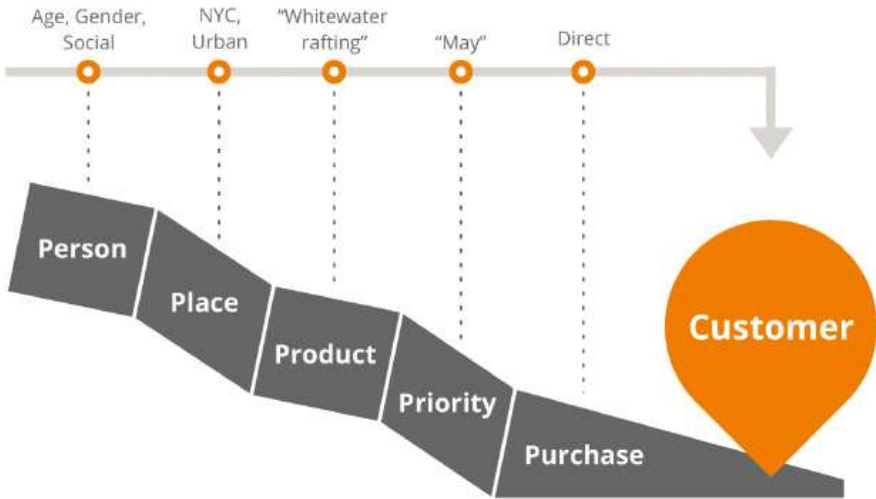 Age, Gender,
Social
NYC,
Urban
“Whitewater
rafting”
“May”
Direct
Person
Place
Product
Priority
Purchase
Customer